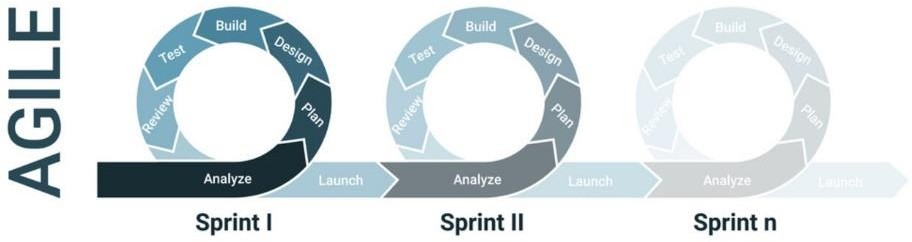 AGILE
Build
Design
Test
Plan
Review
Analyze
Launch
Sprint I
Build
Design
Test
Plan
Review
Analyze
Launch
Sprint II
Build
Design
Test
Plan
Review
Analyze
Launch
Sprint n